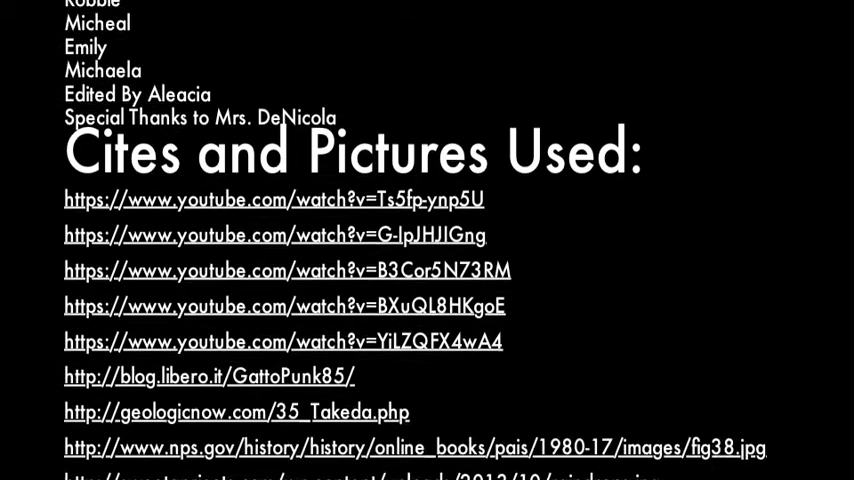 Robbie
Micheal
Emily
Michaela
Edited By Aleacia
Special Thanks to Mrs. DeNicola
Cites and Pictures Used:
https://www.youtube.com/watch?v=Ts5fp-ynp5U
https://www.youtube.com/watch?v=G-IpJHJIGng
https://www.youtube.com/watch?v=B3Cor5N73RM
https://www.youtube.com/watch?v=BXuQL8HKgoE
https://www.youtube.com/watch?v=YiLZQFX4wA4
http://blog.libero.it/GattoPunk85/
http://geologicnow.com/35_Takeda.php
http://www.nps.gov/history/history/online_books/pais/1980-17/images/fig38.jpg